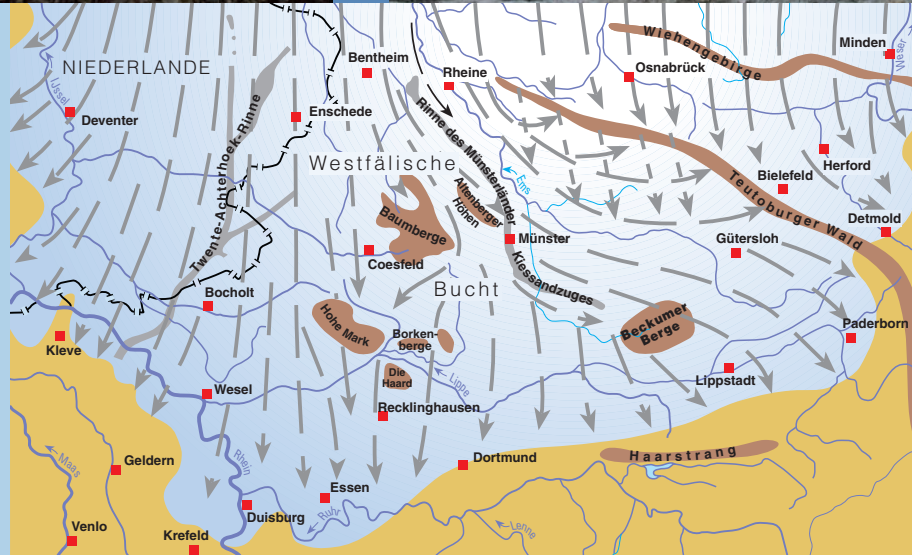 Wiehengebirge
Minden
Weser
NIEDERLANDE
Bentheim
Rheine
Osnabrück
IJssel
Deventer
Enschede
Twente-Achterhoek-Rinne
Rinne des Münsterländer
Kiessandzuges
Westfälische
Bucht
Ems
Herford
Bielefeld
Teutoburger Wald
Detmold
Baumberge
Altenberger
Höhen
Münster
Gütersloh
Coesfeld
Bocholt
Hohe Mark
Borken-
berge
Beckumer
Berge
Paderborn
Kleve
Die
Haard
Lippe
Lippstadt
Wesel
Recklinghausen
Haarstrang
Maas
Geldern
Rhein
Dortmund
Essen
Duisburg
Ruhr
Lenne
Venlo
Krefeld